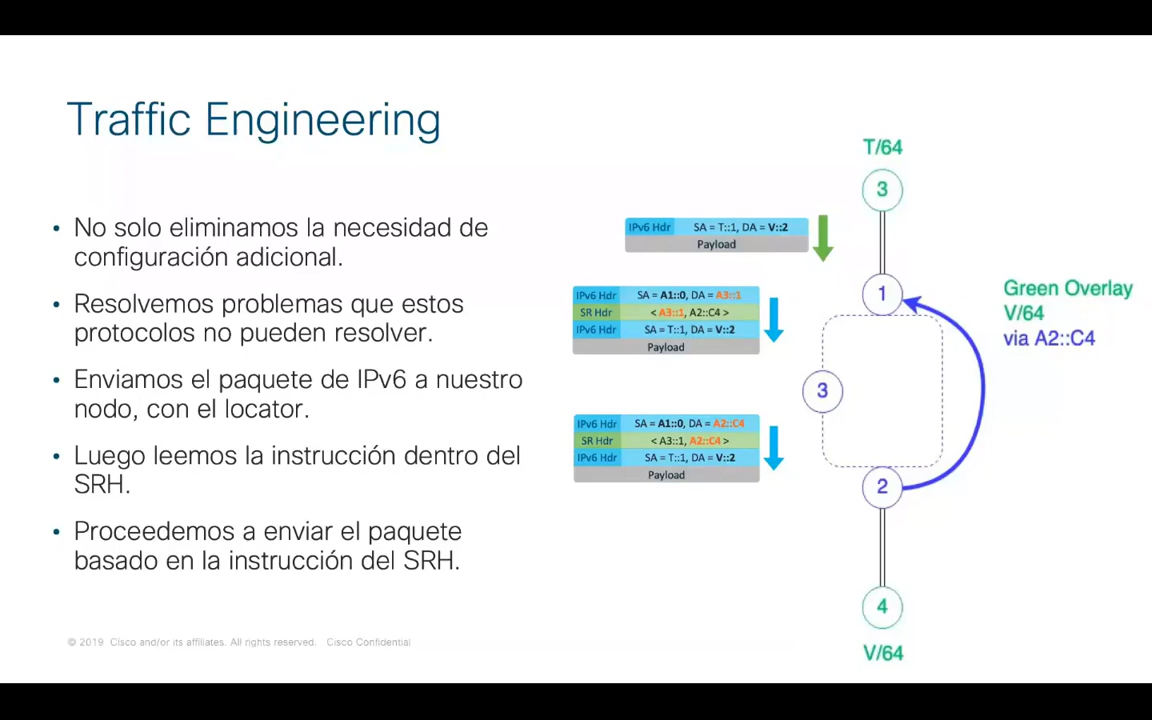 Traffic Engineering
• No solo eliminamos la necesidad de
configuración adicional.
• Resolvemos problemas que estos
protocolos no pueden resolver.
• Enviamos el paquete de IPv6 a nuestro
nodo, con el locator.
• Luego leemos la instrucción dentro del
SRH.
• Proceedemos a enviar el paquete
basado en la instrucción del SRH.
IPv6 Hdr SA = T::1, DA = V::2
Payload
IPv6 Hdr SA = A1::0, DA = A3::1
SR Hdr < A3::1, A2::C4 >
IPv6 Hdr SA = T::1, DA = V::2
Payload
IPv6 Hdr SA = A1::0, DA = A2::C4
SR Hdr < A3::1, A2::C4 >
IPv6 Hdr SA = T::1, DA = V::2
Payload
T/64
3
1
3
2
4
V/64
Green Overlay
V/64
via A2::C4
© 2019 Cisco and/or its affiliates. All rights reserved. Cisco Confidential